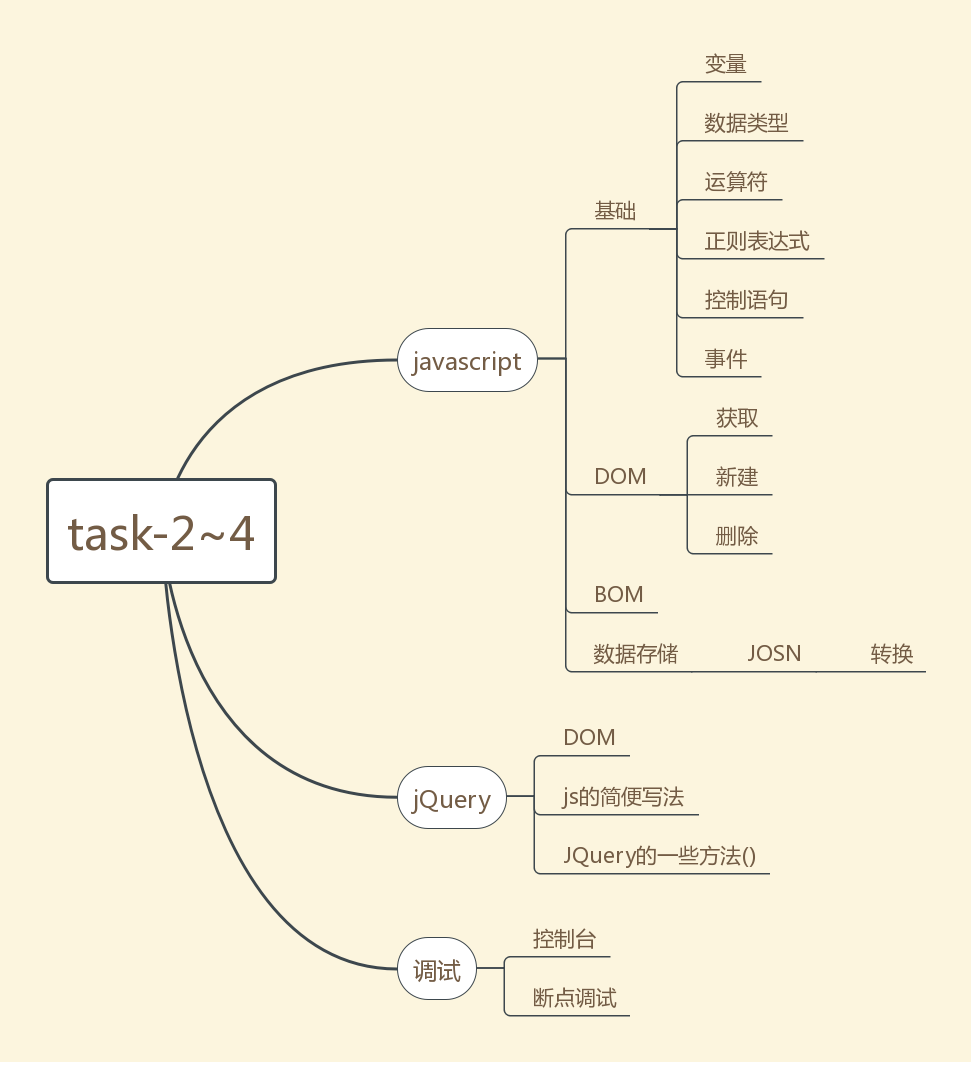 task-2~4
javascript
基础
变量
数据类型
运算符
正则表达式
控制语句
事件
DOM
获取
新建
删除
BOM
数据存储
JOSN
转换
jQuery
DOM
js的简便写法
JQuery的一些方法()
调试
控制台
断点调试